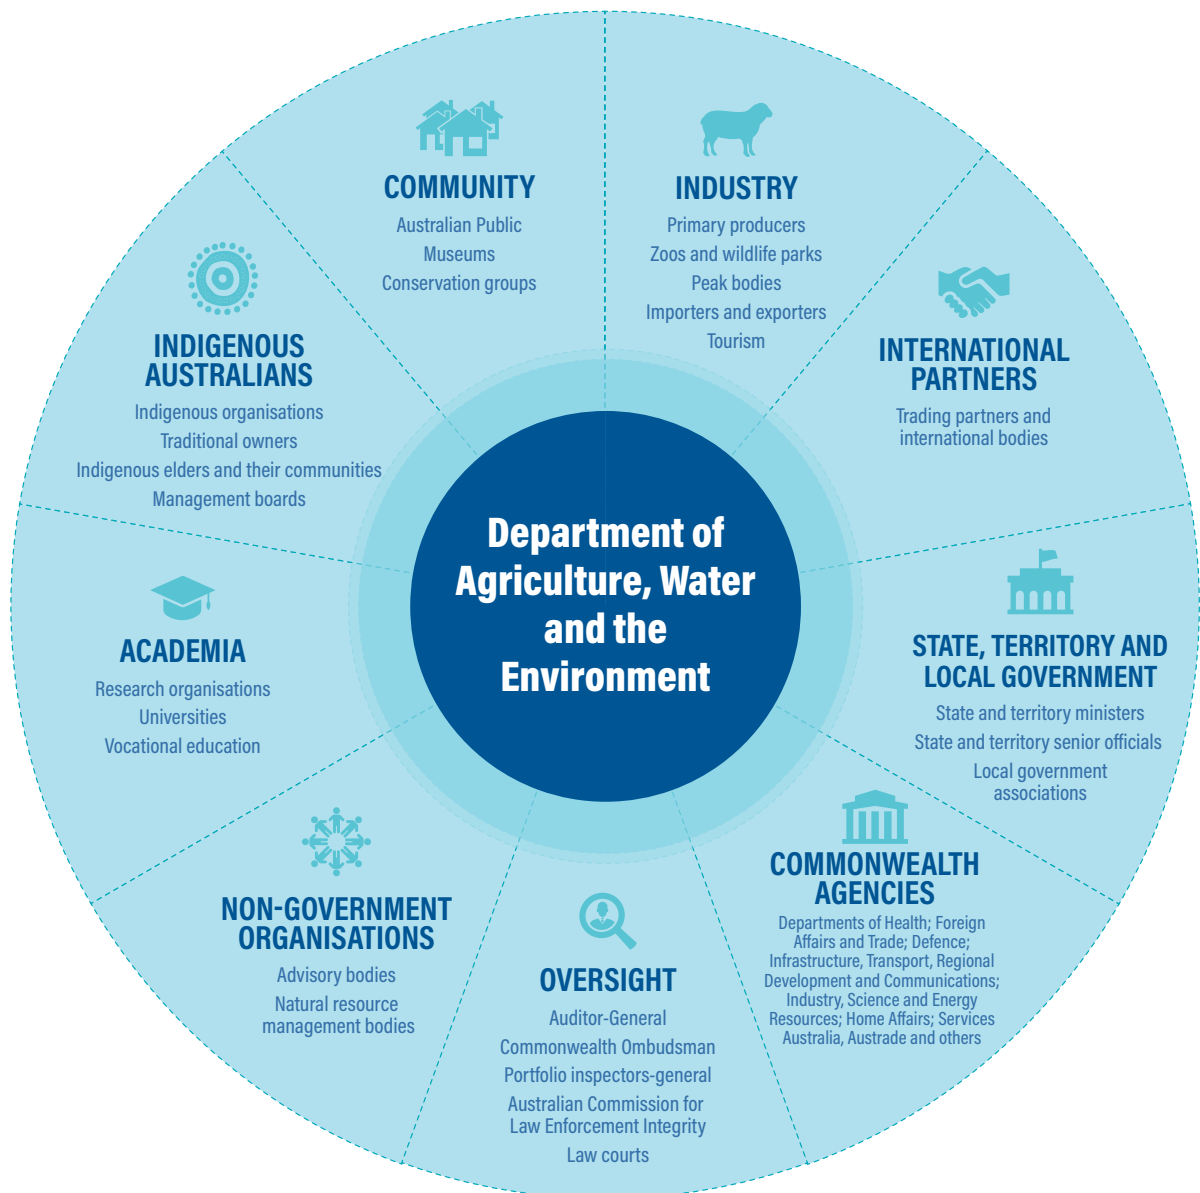 COMMUNITY
Australian Public
Museums
Conservation groups
INDUSTRY
Primary producers
Zoos and wildlife parks
Peak bodies
Importers and exporters
Tourism
INTERNATIONAL
PARTNERS
Trading partners and
international bodies
STATE, TERRITORY AND
LOCAL GOVERNMENT
State and territory ministers
State and territory senior officials
Local government
associations
COMMONWEALTH
AGENCIES
Departments of Health; Foreign
Affairs and Trade; Defence;
Infrastructure, Transport, Regional
Development and Communications;
Industry, Science and Energy
Resources; Home Affairs; Services
Australia, Austrade and others
OVERSIGHT
Auditor-General
Commonwealth Ombudsman
Portfolio inspectors-general
Australian Commission for
Law Enforcement Integrity
Law courts
NON-GOVERNMENT
ORGANISATIONS
Advisory bodies
Natural resource
management bodies
ACADEMIA
Research organisations
Universities
Vocational education
INDIGENOUS
AUSTRALIANS
Indigenous organisations
Traditional owners
Indigenous elders and their communities
Management boards
Department of
Agriculture, Water
and the
Environment